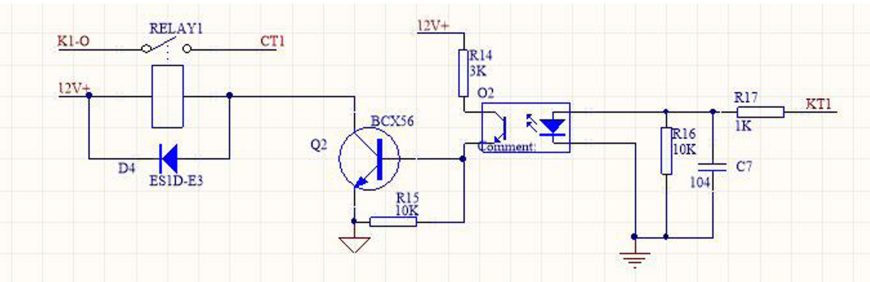 RELAY1
K1-O
CT1
12V+
D4
ES1D-E3
12V+
R14
3K
O2
BCX56
Q2
Comment:
R15
10K
R16
10K
C7
104
R17
1K
KT1